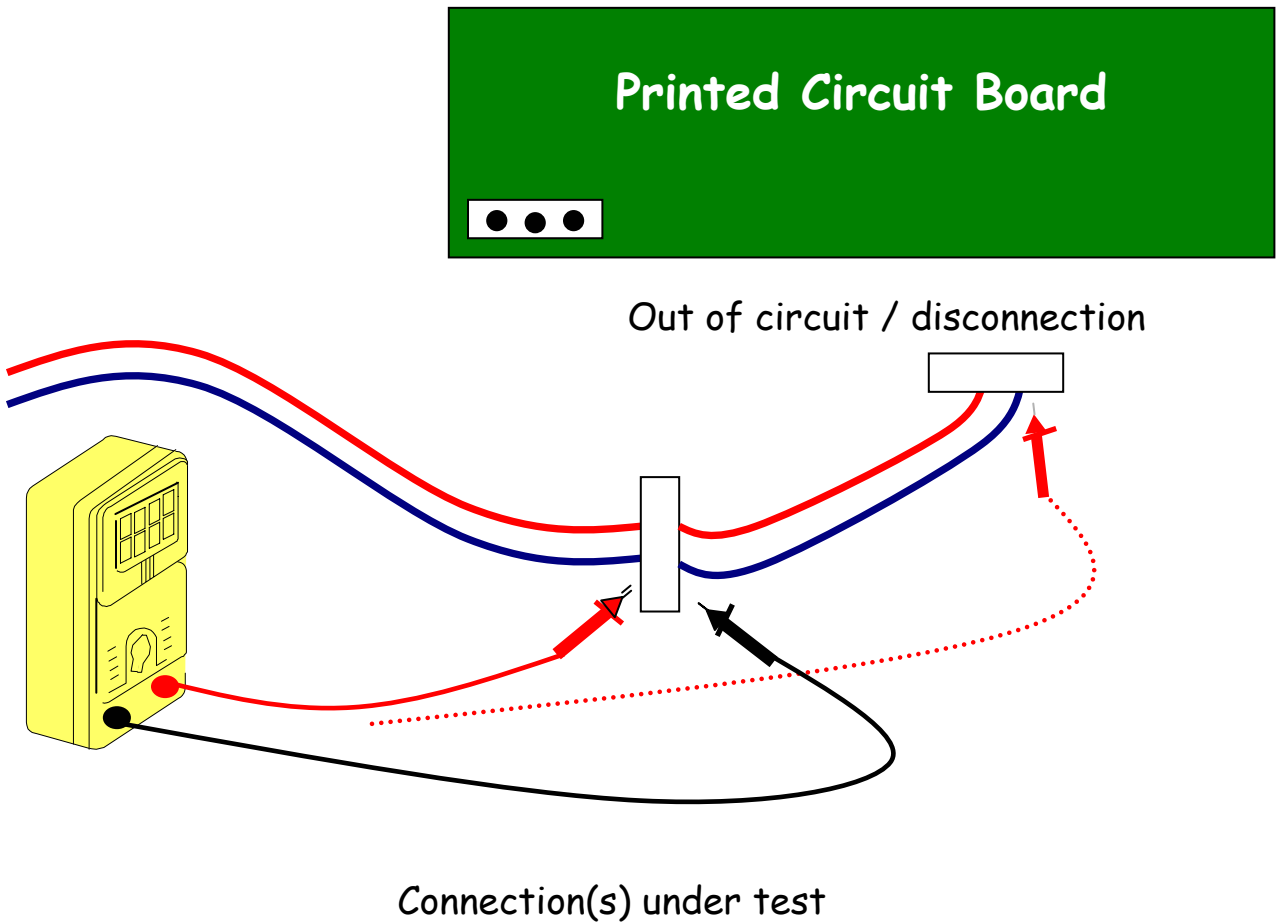 Printed Circuit Board
Out of circuit / disconnection
Connection(s) under test